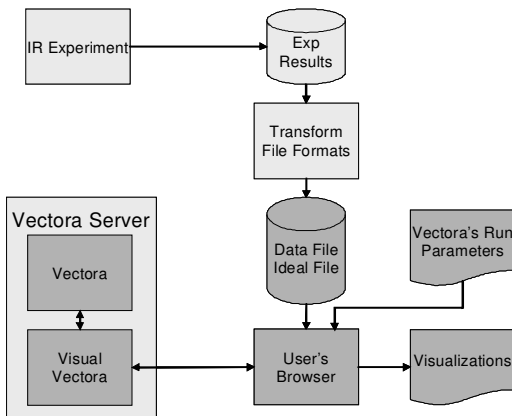 IR Experiment
Exp
Results
Transform
File Formats
Vectora Server
Vectora
Data File
Ideal File
Vectora's Run
Parameters
Visual
Vectora
User's
Browser
Visualizations